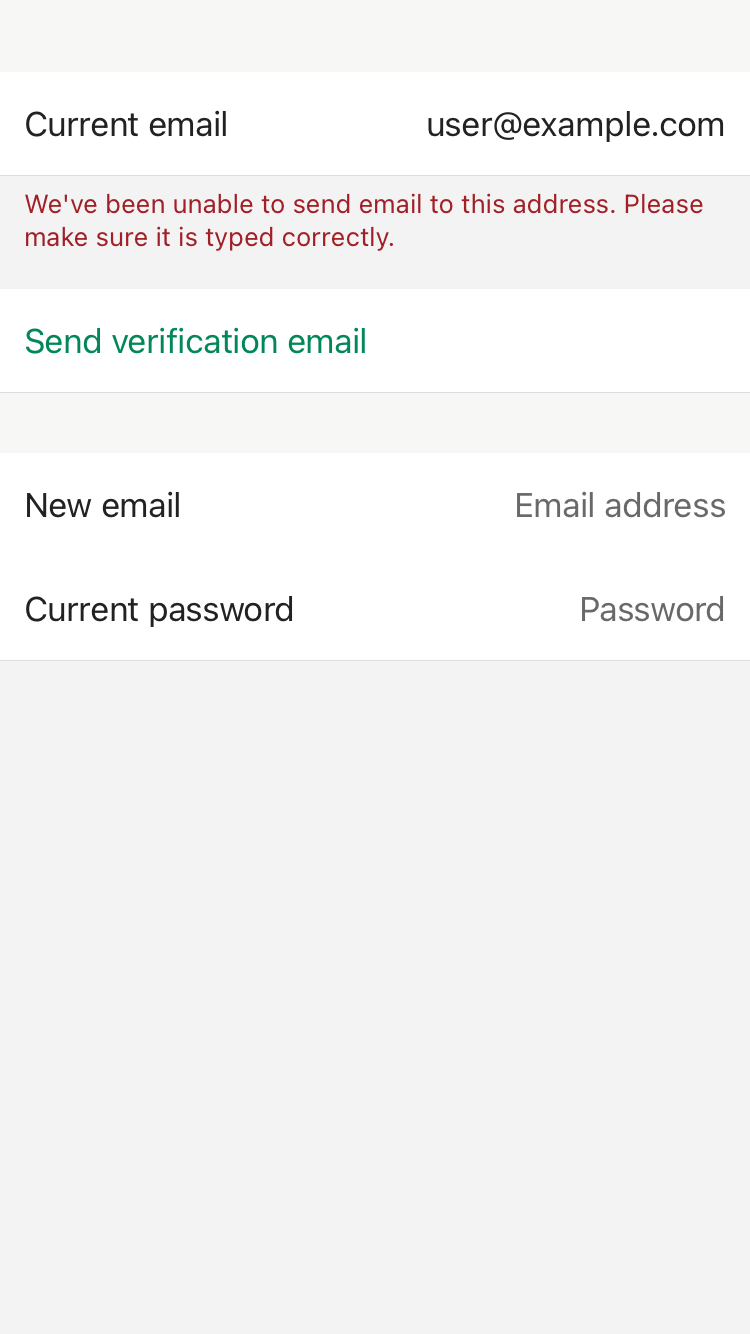 Current email user@example.com
We've been unable to send email to this address. Please
make sure it is typed correctly.
Send verification email
New email Email address
Current password Password